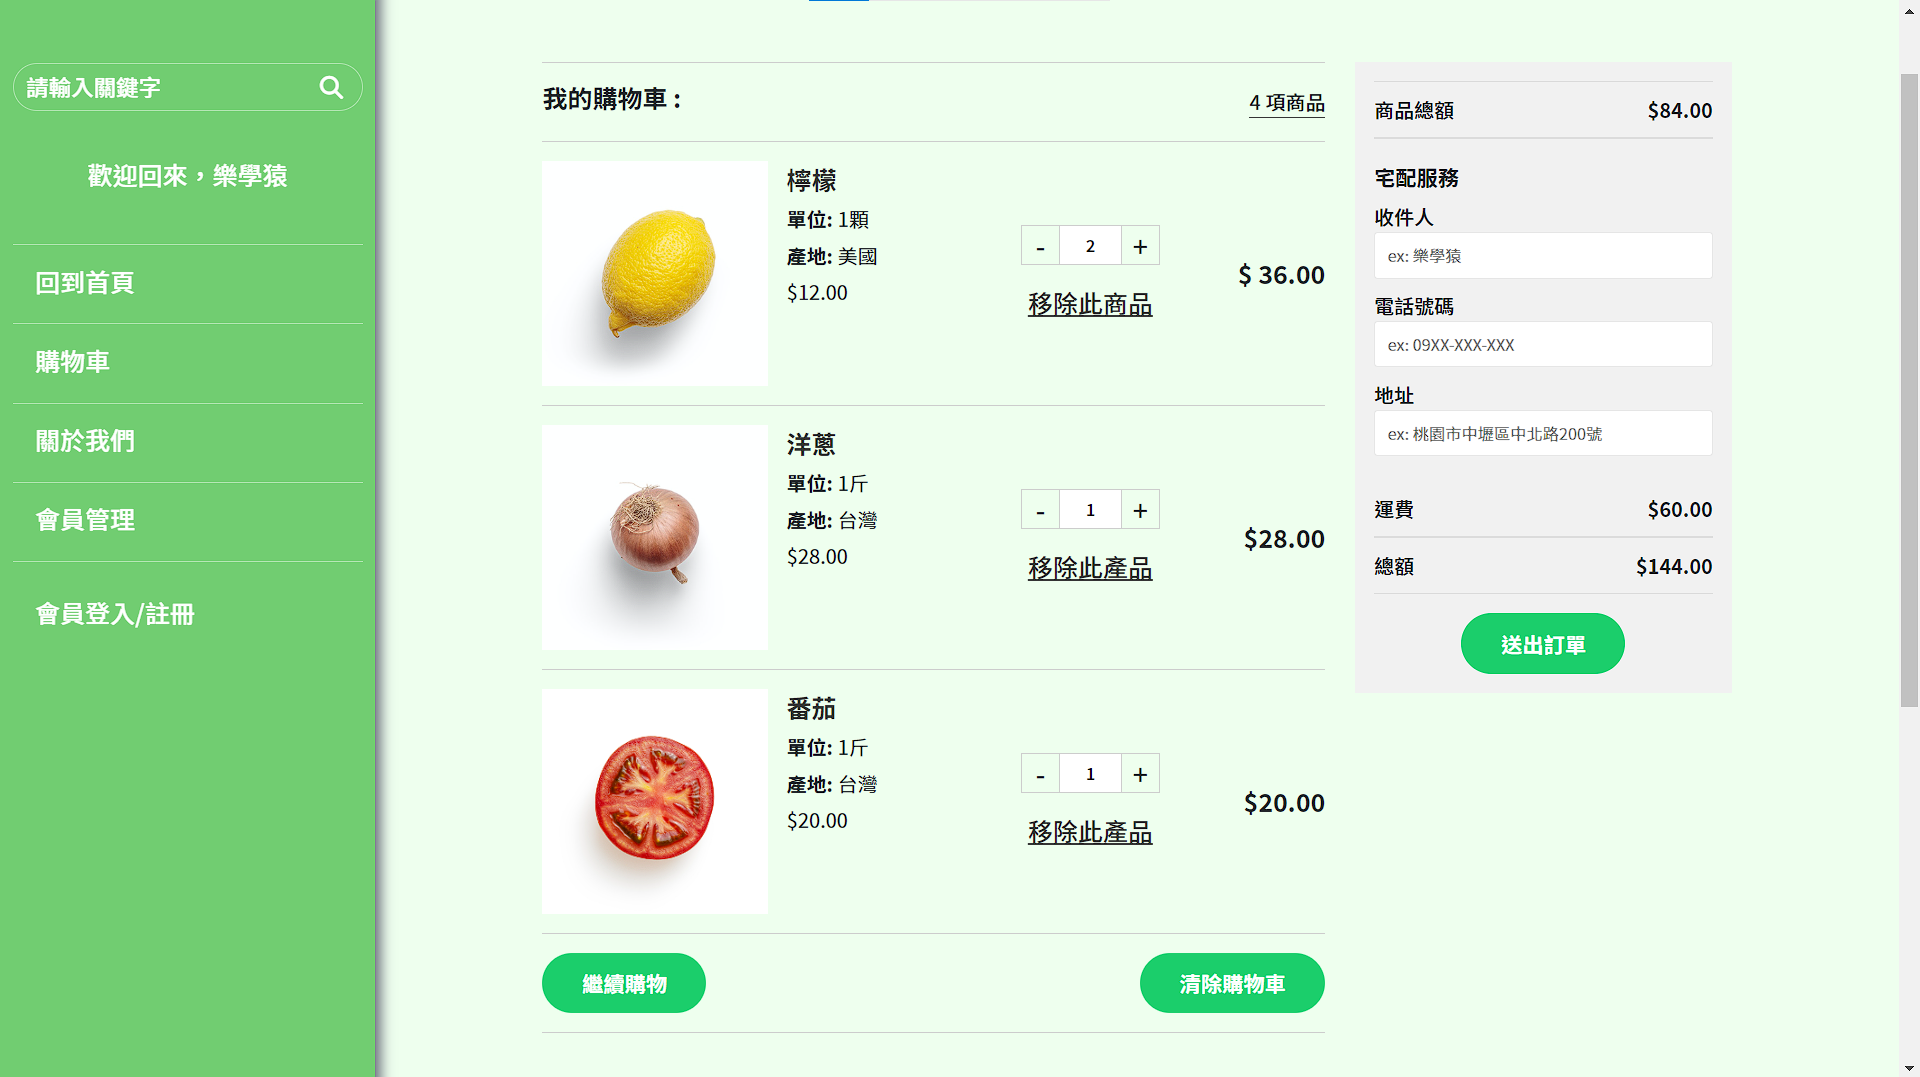 請輸入關鍵字
歡迎回來，樂學猿
回到首頁
購物車
關於我們
會員管理
會員登入/註冊
我的購物車 :
4 項商品
檸檬
單位: 1顆
產地: 美國
$12.00
- 2 +
移除此商品
$ 36.00
洋蔥
單位: 1斤
產地: 台灣
$28.00
- 1 +
移除此產品
$28.00
番茄
單位: 1斤
產地: 台灣
$20.00
- 1 +
移除此產品
$20.00
繼續購物
清除購物車
商品總額 $84.00
宅配服務
收件人
ex: 樂學猿
電話號碼
ex: 09XX-XXX-XXX
地址
ex: 桃園市中壢區中北路200號
運費 $60.00
總額 $144.00
送出訂單